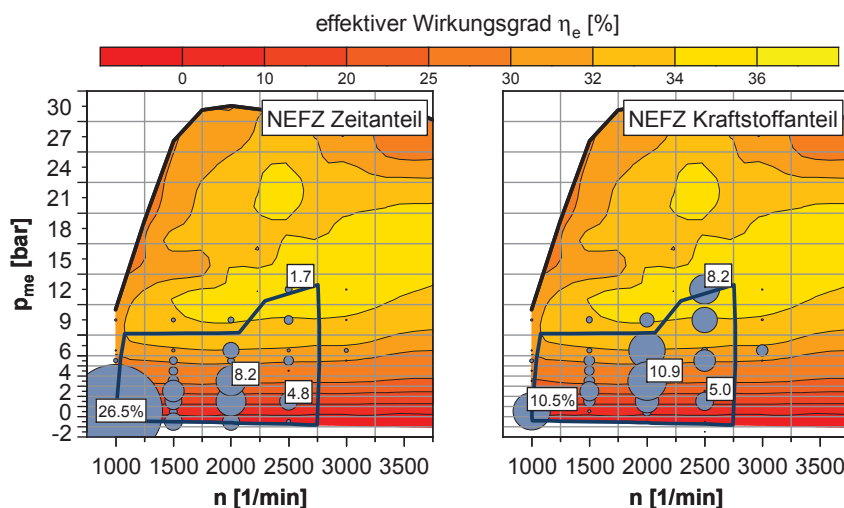 effektiver Wirkungsgrad ηe [%]
0 10 20 25 30 32 34 36
NEFZ Zeitanteil
NEFZ Kraftstoffanteil
pme [bar]
30
27
24
21
18
15
12
9
6
4
2
0
-2
1.7
8.2
4.8
26.5%
8.2
10.9
5.0
10.5%
1000 1500 2000 2500 3000 3500
1000 1500 2000 2500 3000 3500
n [1/min]
n [1/min]